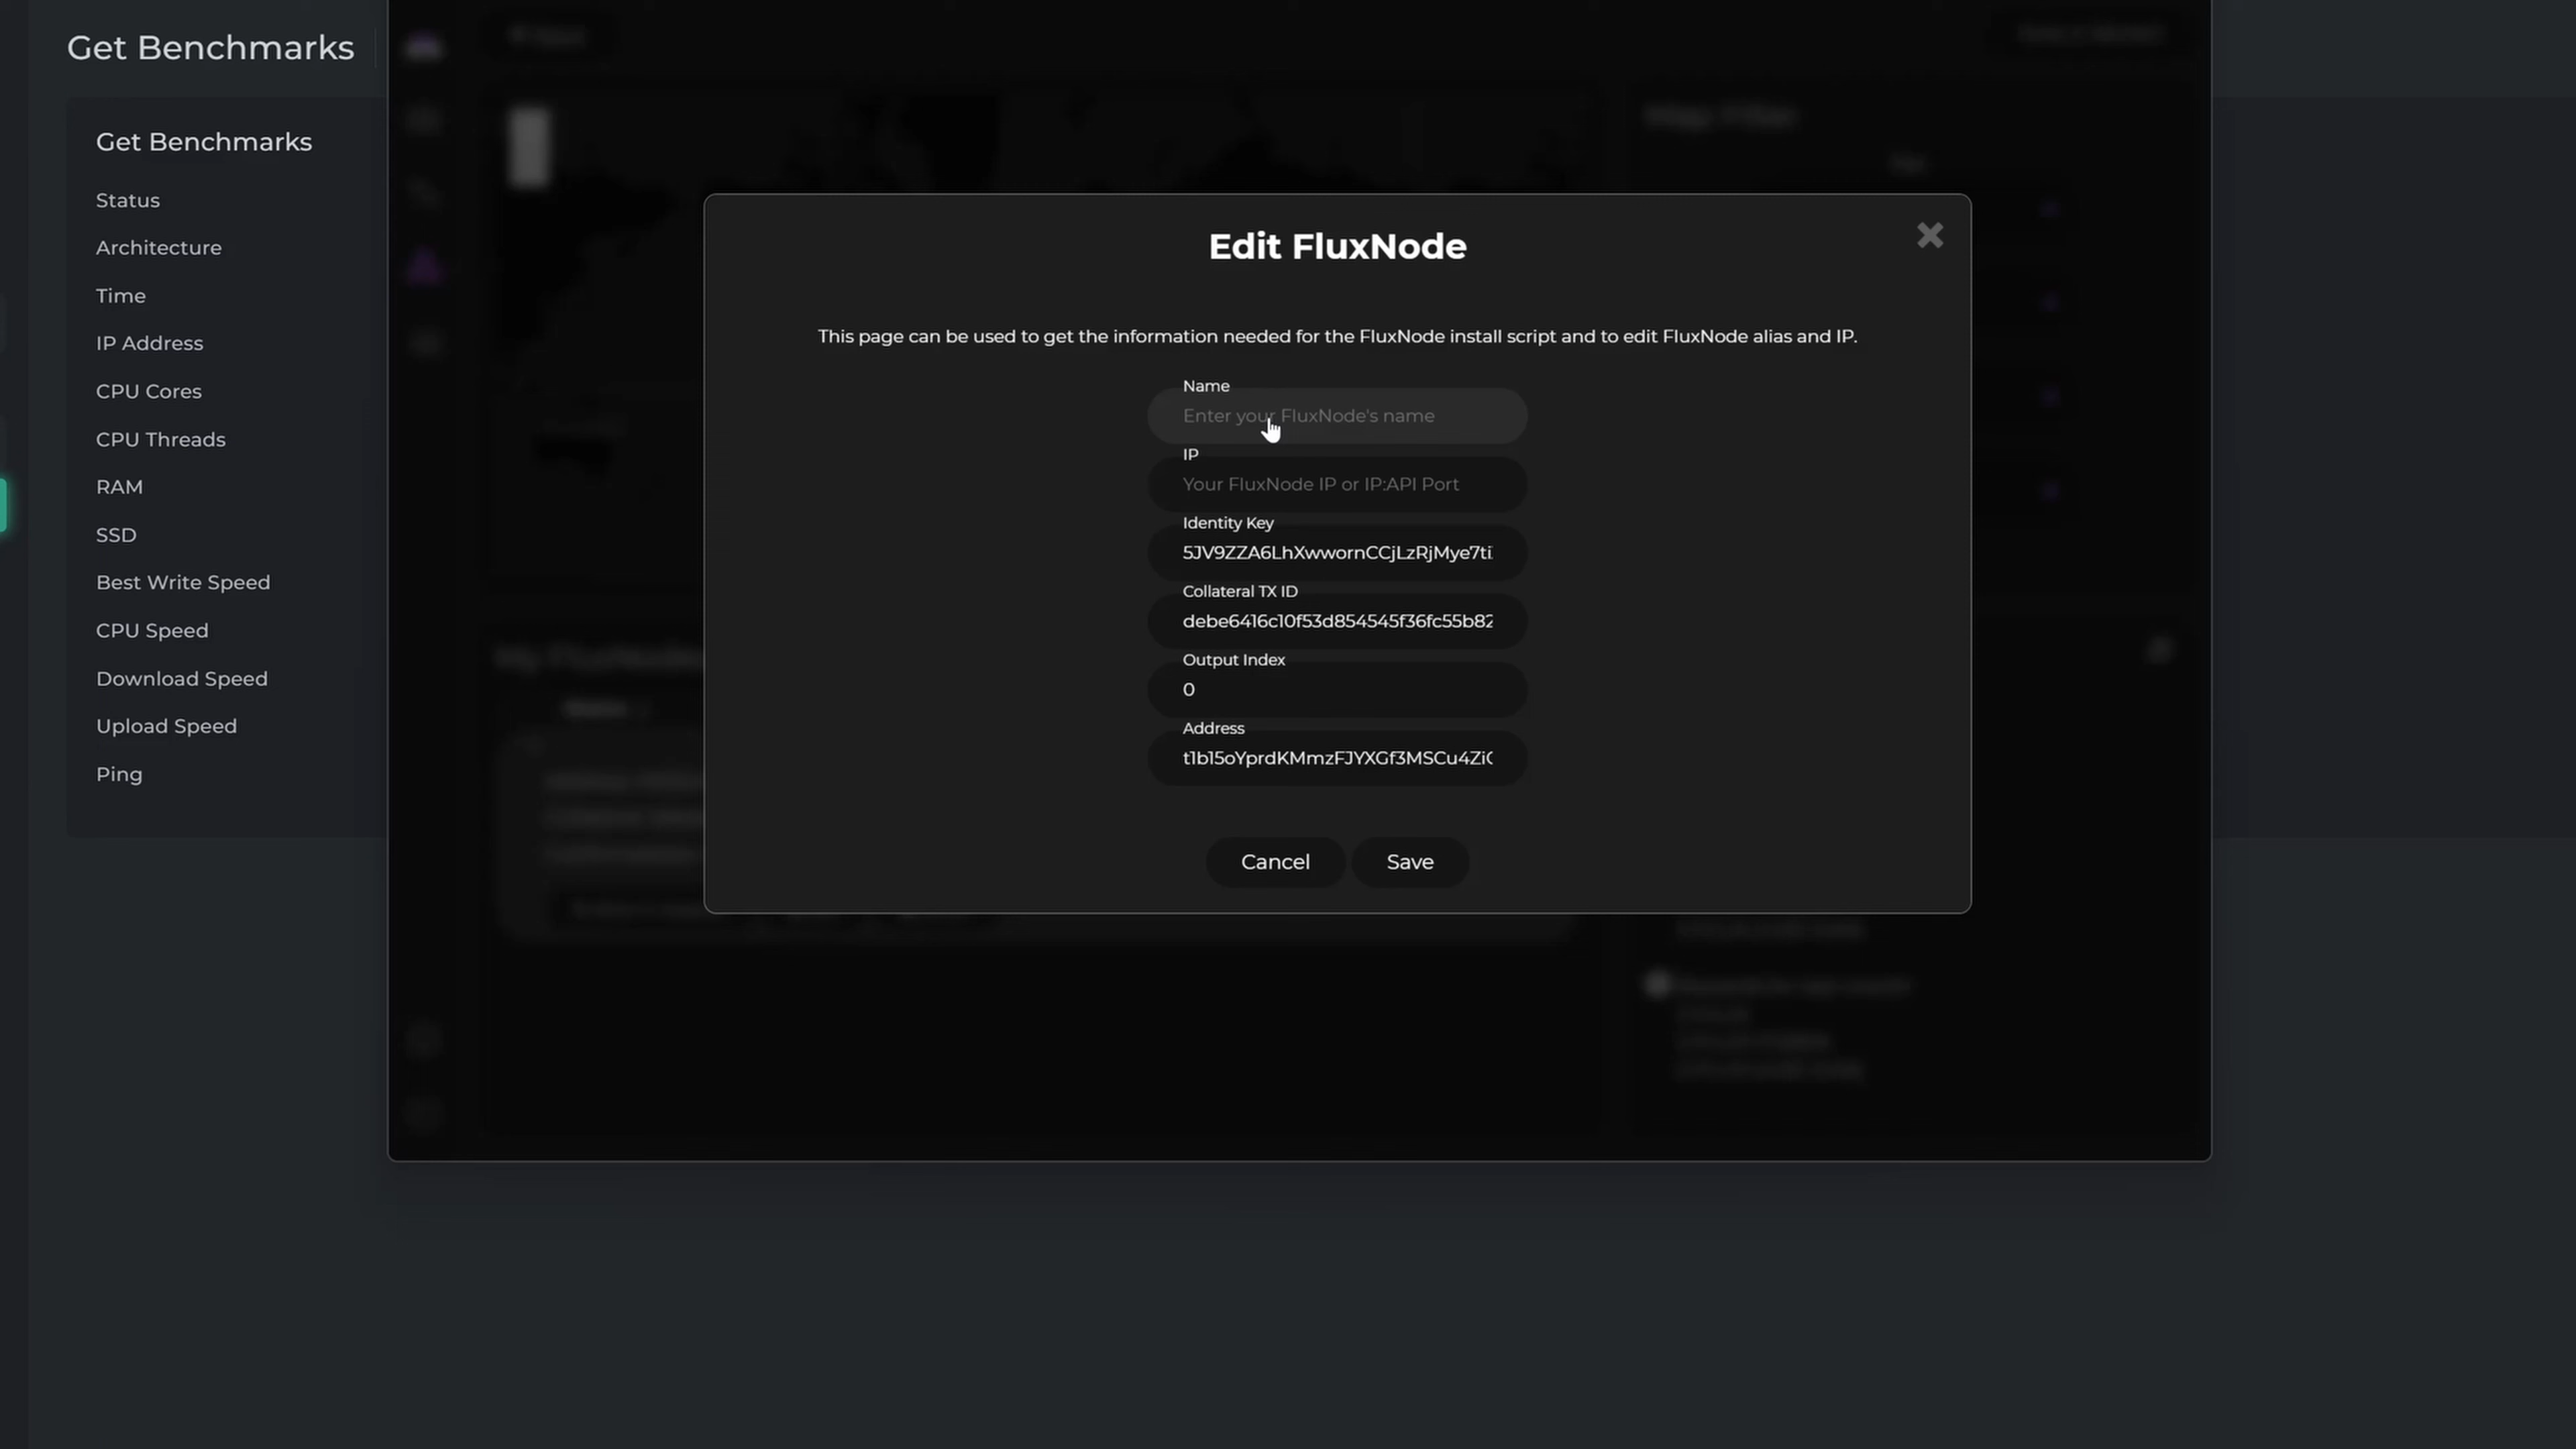 Get Benchmarks
Get Benchmarks
Status
Architecture
Time
IP Address
CPU Cores
CPU Threads
RAM
SSD
Best Write Speed
CPU Speed
Download Speed
Upload Speed
Ping
Map Filter
My FluxNodes
Edit FluxNode
This page can be used to get the information needed for the FluxNode install script and to edit FluxNode alias and IP.
Name
Enter your FluxNode's name
IP
Your FluxNode IP or IP:API Port
Identity Key
5JV9ZZA6LhXwwornCCjLzRjMye7ti
Collateral TX ID
debe6416c10f53d854545f36fc55b82
Output Index
0
Address
t1b15oYprdKMmzFJYXGf3MSCu4Zi
Cancel
Save